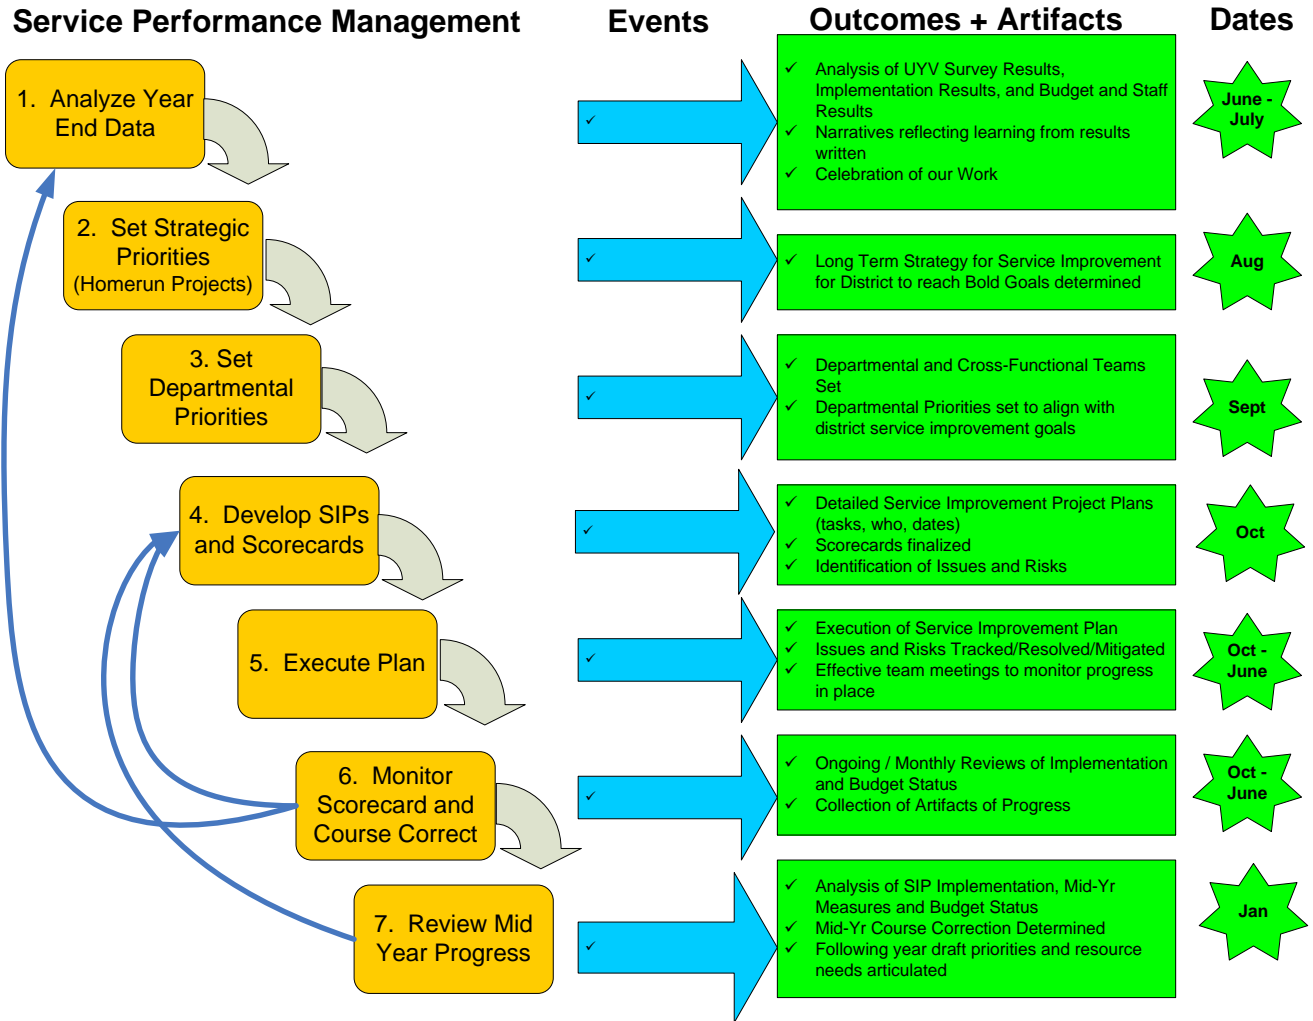 Service Performance Management
Events
Outcomes + Artifacts
Dates
1. Analyze Year
End Data
✓
✓ Analysis of UYV Survey Results,
Implementation Results, and Budget and Staff
Results
✓ Narratives reflecting learning from results
written
✓ Celebration of our Work
June -
July
2. Set Strategic
Priorities
(Homerun Projects)
✓
✓ Long Term Strategy for Service Improvement
for District to reach Bold Goals determined
Aug
3. Set
Departmental
Priorities
✓
✓ Departmental and Cross-Functional Teams
Set
✓ Departmental Priorities set to align with
district service improvement goals
Sept
4. Develop SIPs
and Scorecards
✓
✓ Detailed Service Improvement Project Plans
(tasks, who, dates)
✓ Scorecards finalized
✓ Identification of Issues and Risks
Oct
5. Execute Plan
✓
✓ Execution of Service Improvement Plan
✓ Issues and Risks Tracked/Resolved/Mitigated
✓ Effective team meetings to monitor progress
in place
Oct -
June
6. Monitor
Scorecard and
Course Correct
✓
✓ Ongoing / Monthly Reviews of Implementation
and Budget Status
✓ Collection of Artifacts of Progress
Oct -
June
7. Review Mid
Year Progress
✓
✓ Analysis of SIP Implementation, Mid-Yr
Measures and Budget Status
✓ Mid-Yr Course Correction Determined
✓ Following year draft priorities and resource
needs articulated
Jan